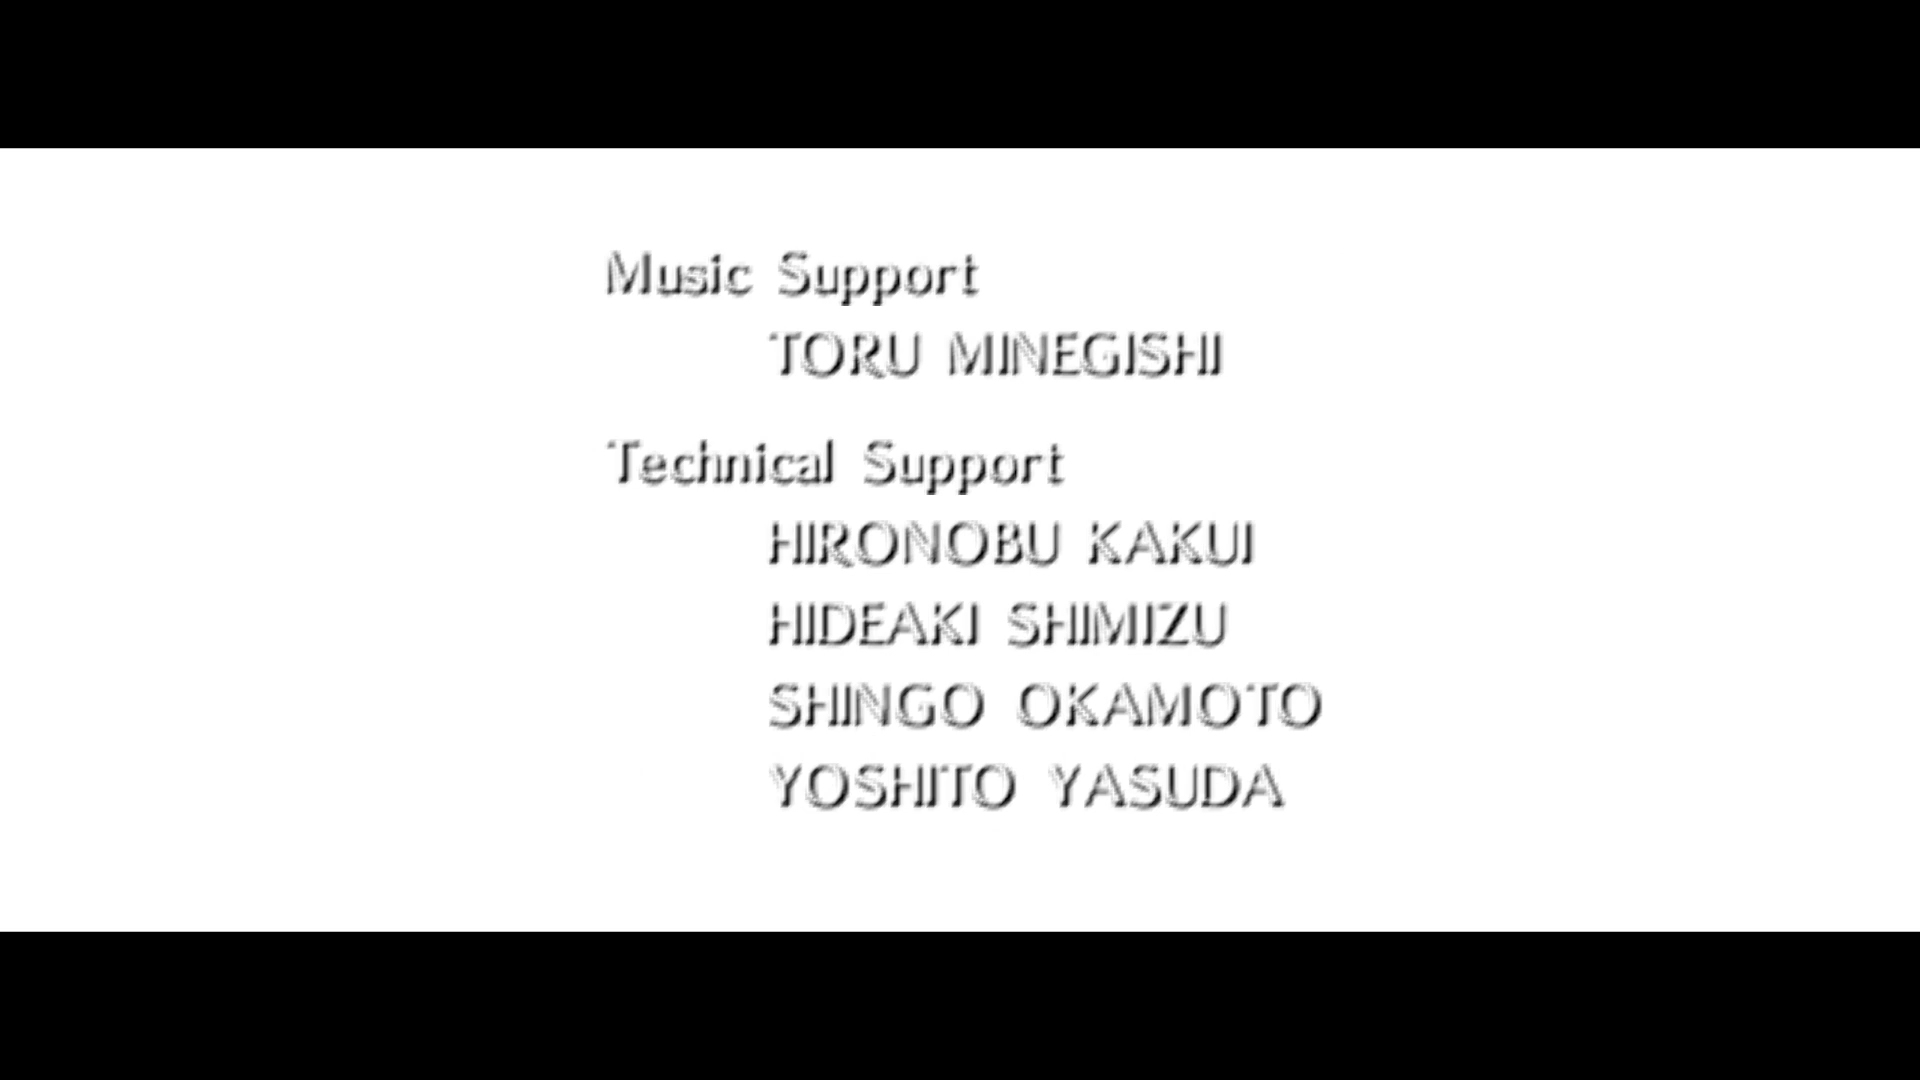 Music Support
TORU MINEGISHI
Technical Support
HIRONOBU KAKUI
HIDEAKI SHIMIZU
SHINGO OKAMOTO
YOSHITO YASUDA